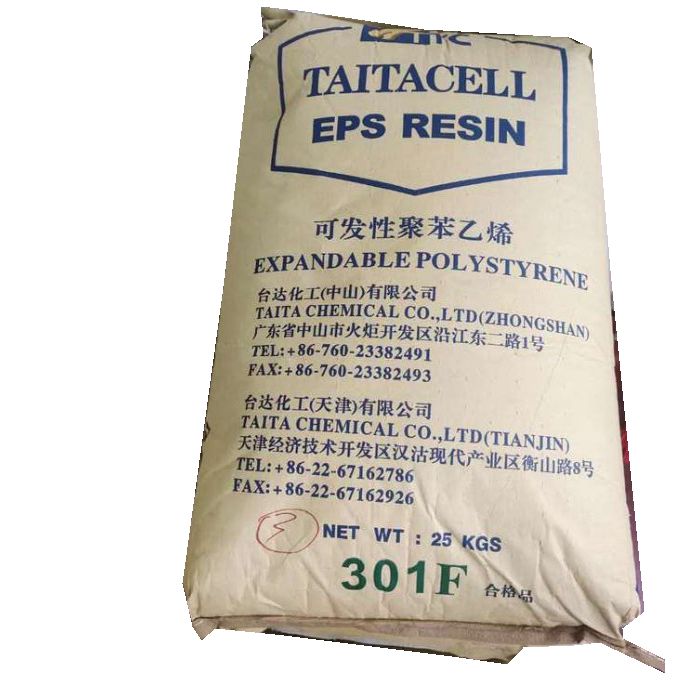 TTC
TAITACELL
EPS RESIN
可发性聚苯乙烯
EXPANDABLE POLYSTYRENE
台达化工(中山)有限公司
TAITA CHEMICAL CO.,LTD(ZHONGSHAN)
广东省中山市火炬开发区沿江东二路1号
TEL:+86-760-23382491
FAX:+86-760-23382493
台达化工(天津)有限公司
TAITA CHEMICAL CO.,LTD(TIANJIN)
天津经济技术开发区汉沽现代产业区衡山路8号
TEL:+86-22-67162786
FAX:+86-22-67162926
3 NET WT : 25 KGS
301F 合格品